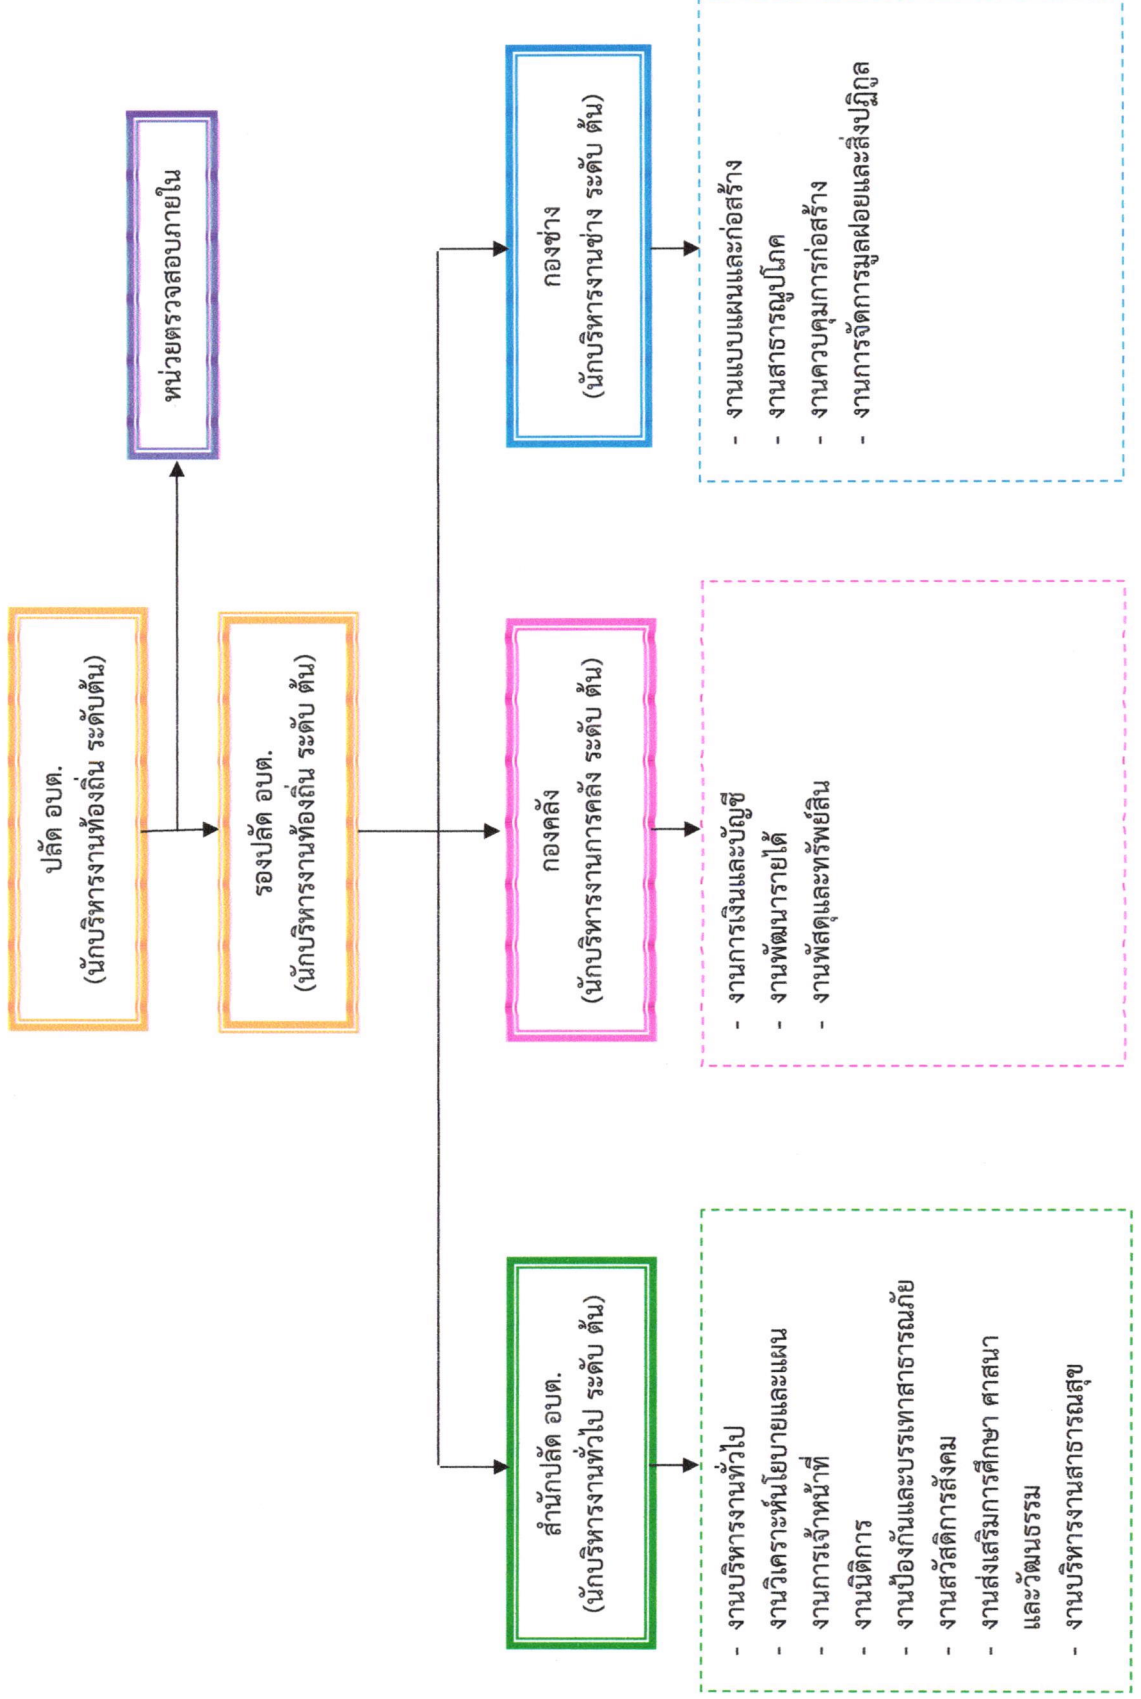 ปลัด อบต.
(นักบริหารงานท้องถิ่น ระดับต้น)
หน่วยตรวจสอบภายใน
รองปลัด อบต.
(นักบริหารงานท้องถิ่น ระดับ ต้น)
สำนักปลัด อบต.
(นักบริหารงานทั่วไป ระดับ ต้น)
- งานบริหารงานทั่วไป
- งานวิเคราะห์นโยบายและแผน
- งานการเจ้าหน้าที่
- งานนิติการ
- งานป้องกันและบรรเทาสาธารณภัย
- งานสวัสดิการสังคม
- งานส่งเสริมการศึกษา ศาสนา
และวัฒนธรรม
- งานบริหารงานสาธารณสุข
กองคลัง
(นักบริหารงานการคลัง ระดับ ต้น)
- งานการเงินและบัญชี
- งานพัฒนารายได้
- งานพัสดุและทรัพย์สิน
กองช่าง
(นักบริหารงานช่าง ระดับ ต้น)
- งานแบบแผนและก่อสร้าง
- งานสาธารณูปโภค
- งานควบคุมการก่อสร้าง
- งานการจัดการมูลฝอยและสิ่งปฏิกูล